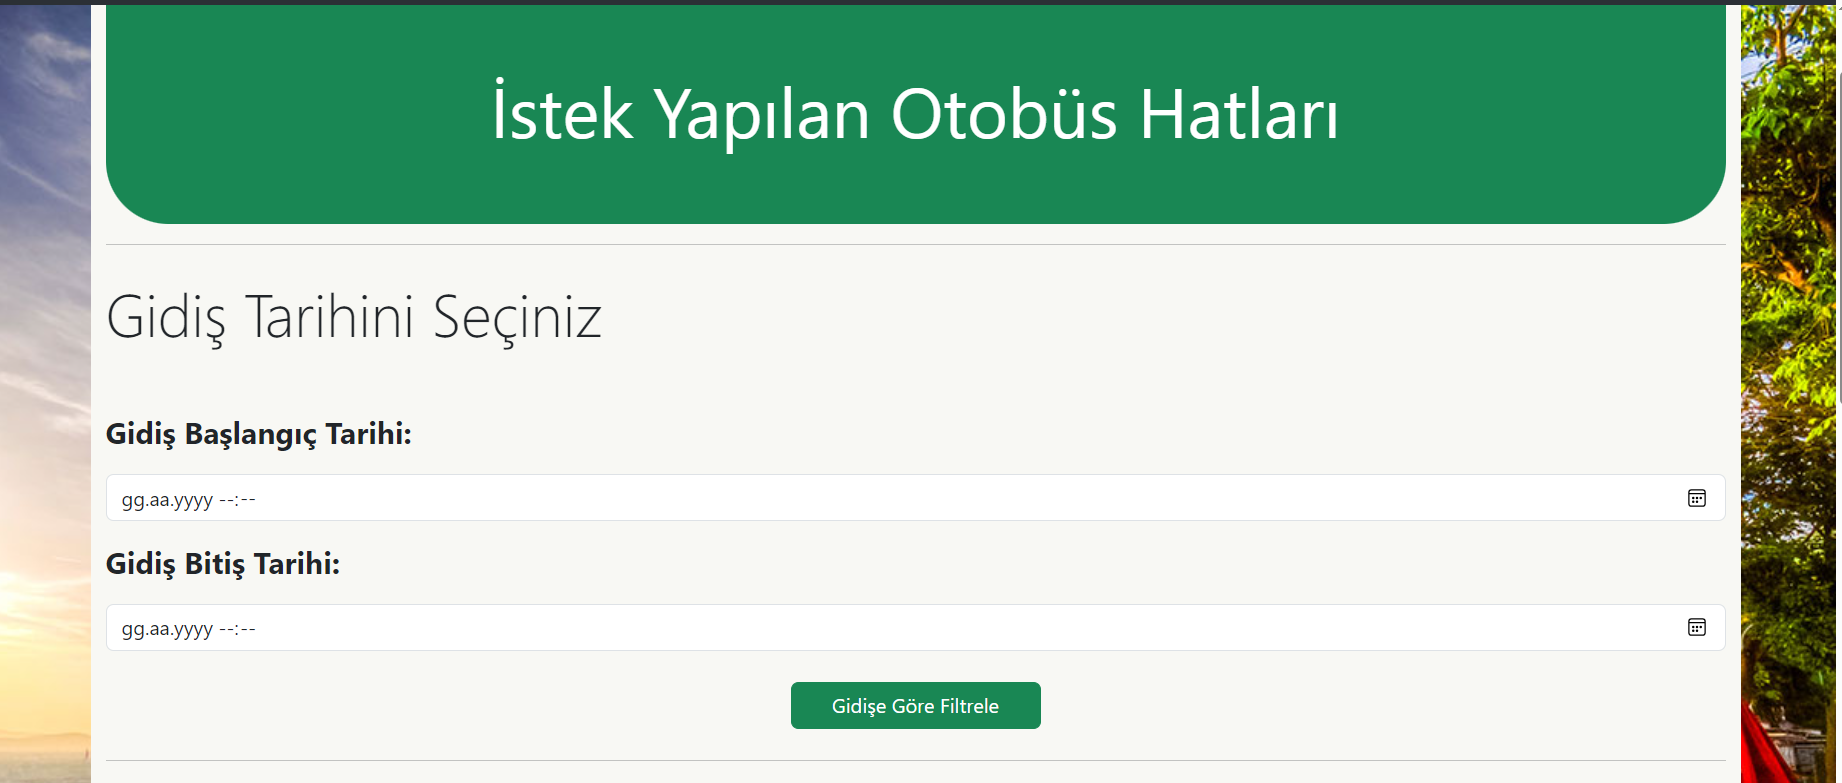 İstek Yapılan Otobüs Hatları
Gidiş Tarihini Seçiniz
Gidiş Başlangıç Tarihi:
gg.aa.yyyy --:--
Gidiş Bitiş Tarihi:
gg.aa.yyyy --:--
Gidişe Göre Filtrele